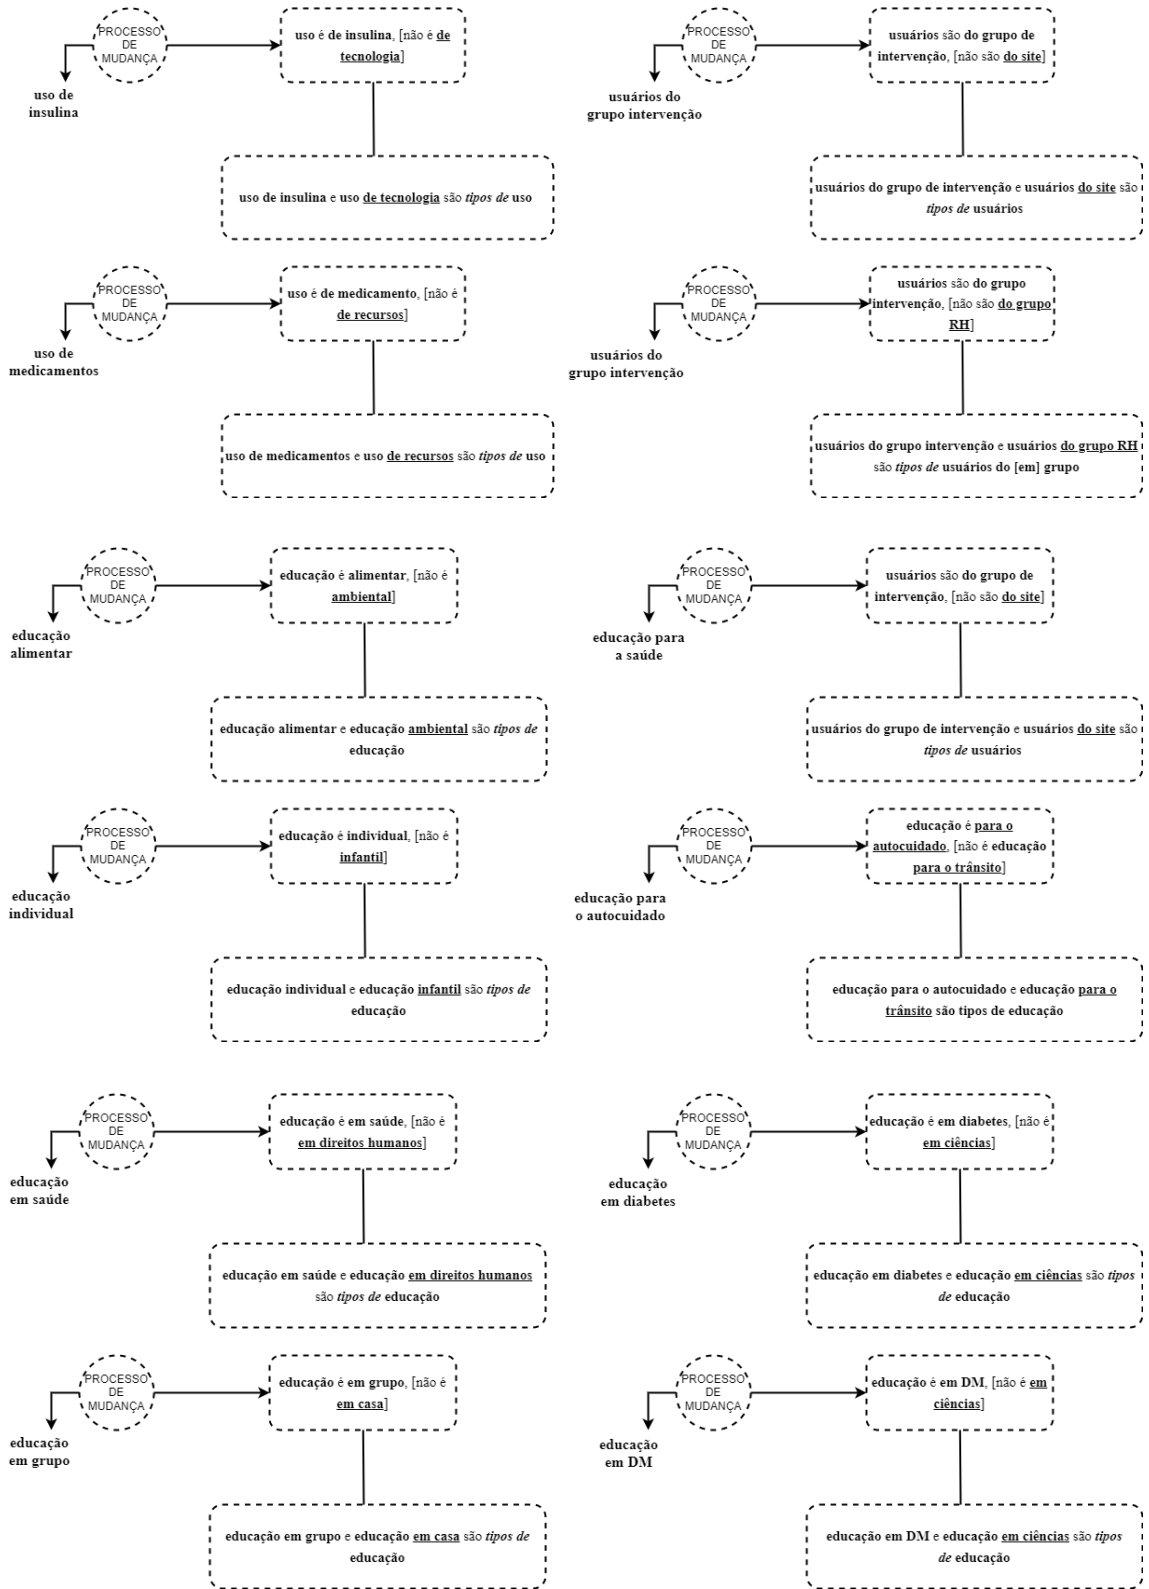 PROCESSO
DE
MUDANÇA
uso é de insulina, [não é de
tecnologia]
uso de
insulina
uso de insulina e uso de tecnologia são tipos de uso
PROCESSO
DE
MUDANÇA
usuários são do grupo de
intervenção, [não são do site]
usuários do
grupo intervenção
usuários do grupo de intervenção e usuários do site são
tipos de usuários
PROCESSO
DE
MUDANÇA
uso é de medicamento, [não é
de recursos]
uso de
medicamentos
uso de medicamentos e uso de recursos são tipos de uso
PROCESSO
DE
MUDANÇA
usuários são do grupo
intervenção, [não são do grupo
RH]
usuários do
grupo intervenção
usuários do grupo intervenção e usuários do grupo RH
são tipos de usuários do [em] grupo
PROCESSO
DE
MUDANÇA
educação é alimentar, [não é
ambiental]
educação
alimentar
educação alimentar e educação ambiental são tipos de
educação
PROCESSO
DE
MUDANÇA
usuários são do grupo de
intervenção, [não são do site]
educação para
a saúde
usuários do grupo de intervenção e usuários do site são
tipos de usuários
PROCESSO
DE
MUDANÇA
educação é individual, [não é
infantil]
educação
individual
educação individual e educação infantil são tipos de
educação
PROCESSO
DE
MUDANÇA
educação é para o
autocuidado, [não é educação
para o trânsito]
educação para
o autocuidado
educação para o autocuidado e educação para o
trânsito são tipos de educação
PROCESSO
DE
MUDANÇA
educação é em saúde, [não é
em direitos humanos]
educação
em saúde
educação em saúde e educação em direitos humanos
são tipos de educação
PROCESSO
DE
MUDANÇA
educação é em diabetes, [não é
em ciências]
educação
em diabetes
educação em diabetes e educação em ciências são tipos
de educação
PROCESSO
DE
MUDANÇA
educação é em grupo, [não é
em casa]
educação
em grupo
educação em grupo e educação em casa são tipos de
educação
PROCESSO
DE
MUDANÇA
educação é em DM, [não é em
ciências]
educação
em DM
educação em DM e educação em ciências são tipos
de educação